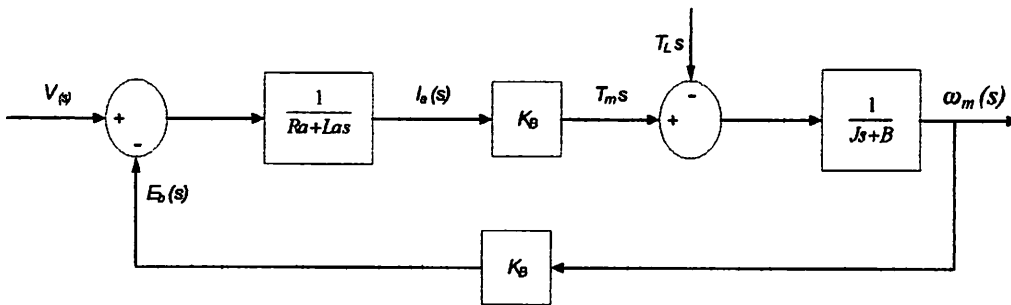 T_L s
V(s)
+
-
1
Ra+Las
I_a(s)
K_B
T_m s
-
+
1
Js+B
ω_m(s)
E_b(s)
K_B